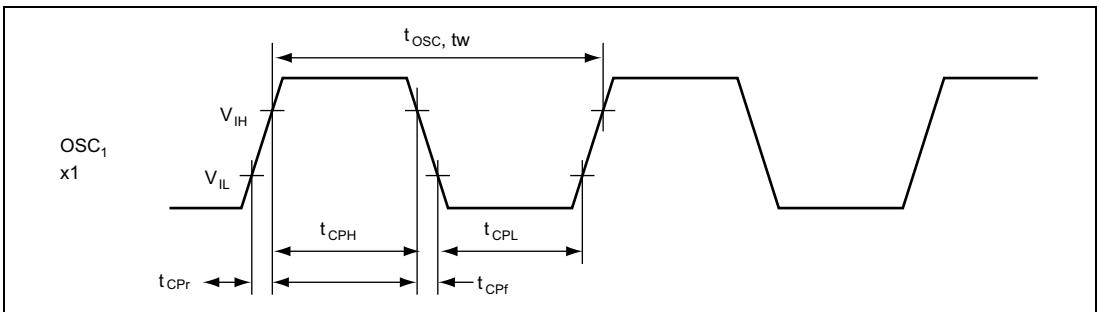 tOSC, tw
VIH
OSC1
x1
VIL
tCPH
tCPL
tCPr
tCPf